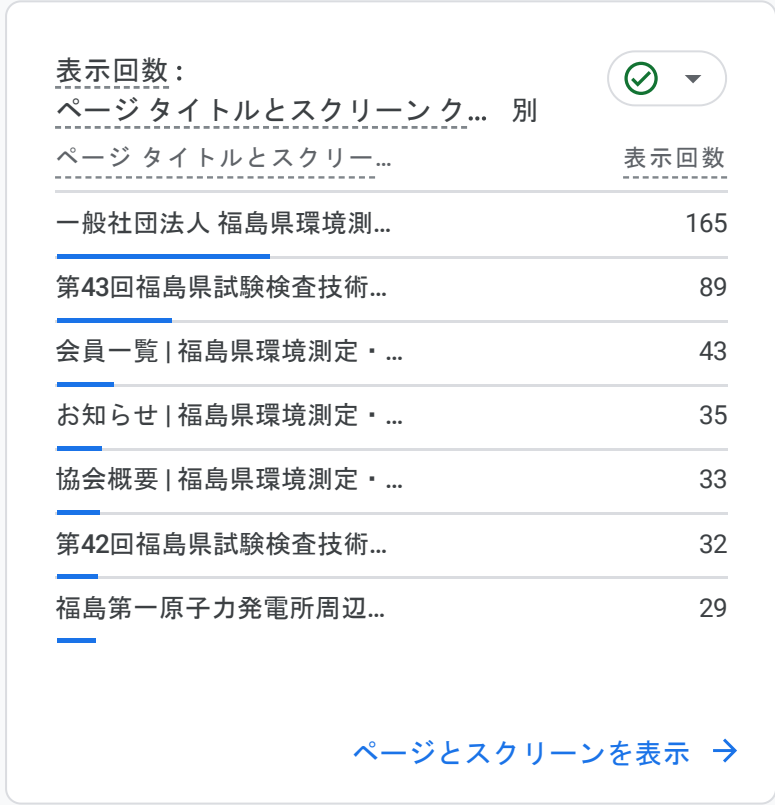 表示回数 :
ページ タイトルとスクリーン ク... 別
ページ タイトルとスクリー... 表示回数
一般社団法人 福島県環境測... 165
第43回福島県試験検査技術... 89
会員一覧 | 福島県環境測定・... 43
お知らせ | 福島県環境測定・... 35
協会概要 | 福島県環境測定・... 33
第42回福島県試験検査技術... 32
福島第一原子力発電所周辺... 29
ページとスクリーンを表示